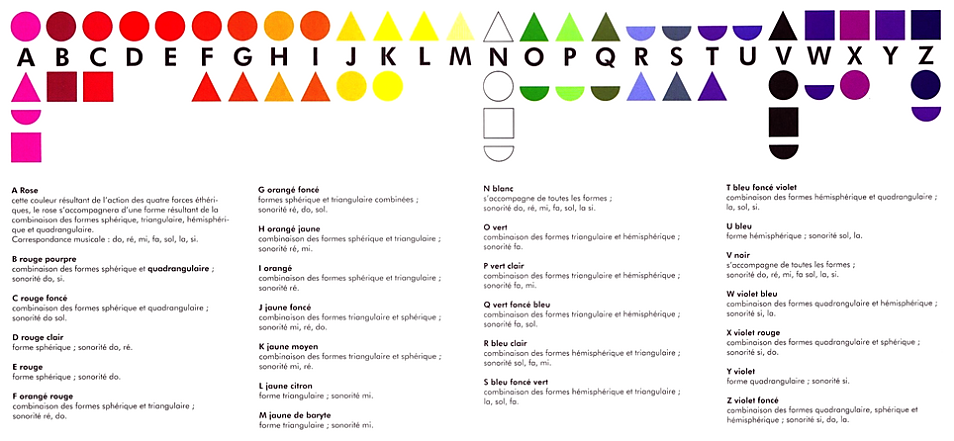 A B C D E F G H I J K L M N O P Q R S T U V W X Y Z
A Rose
cette couleur résultant de l'action des quatre forces éthéri-
ques, le rose s'accompagnera d'une forme résultant de la
combinaison des formes sphérique, triangulaire, hémisphéri-
que et quadrangulaire.
Correspondance musicale : do, ré, mi, fa, sol, la, si.
B rouge pourpre
combinaison des formes sphérique et quadrangulaire ;
sonorité do, si.
C rouge foncé
combinaison des formes sphérique et quadrangulaire ;
sonorité do sol.
D rouge clair
forme sphérique ; sonorité do, ré.
E rouge
forme sphérique ; sonorité do.
F orangé rouge
combinaison des formes sphérique et triangulaire ;
sonorité ré, do.
G orangé foncé
formes sphérique et triangulaire combinées ;
sonorité ré, do, sol.
H orangé jaune
combinaison des formes sphérique et triangulaire ;
sonorité ré, mi.
I orangé
combinaison des formes sphérique et triangulaire ;
sonorité ré.
J jaune foncé
combinaison des formes triangulaire et sphérique ;
sonorité mi, ré, do.
K jaune moyen
combinaison des formes triangulaire et sphérique ;
sonorité mi, ré.
L jaune citron
forme triangulaire ; sonorité mi.
M jaune de baryte
forme triangulaire ; sonorité mi.
N blanc
s'accompagne de toutes les formes ;
sonorité do, ré, mi, fa, sol, la, si.
O vert
combinaison des formes triangulaire et hémisphérique ;
sonorité fa.
P vert clair
combinaison des formes triangulaire et hémisphérique ;
sonorité fa, mi.
Q vert foncé bleu
combinaison des formes triangulaire et hémisphérique ;
sonorité fa, sol.
R bleu clair
combinaison des formes hémisphérique et triangulaire ;
sonorité sol, fa, mi.
S bleu foncé vert
combinaison des formes hémisphérique et triangulaire ;
la, sol, fa.
T bleu foncé violet
combinaison des formes hémisphérique et quadrangulaire ;
la, sol, si.
U bleu
forme hémisphérique ; sonorité sol, la.
V noir
s'accompagne de toutes les formes ;
sonorité do, ré, mi, fa sol, la, si.
W violet bleu
combinaison des formes quadrangulaire et hémisphérique ;
sonorité si, la.
X violet rouge
combinaison des formes quadrangulaire et sphérique ;
sonorité si, do.
Y violet
forme quadrangulaire ; sonorité si.
Z violet foncé
combinaison des formes quadrangulaire, sphérique et
hémisphérique ; sonorité si, do, la.